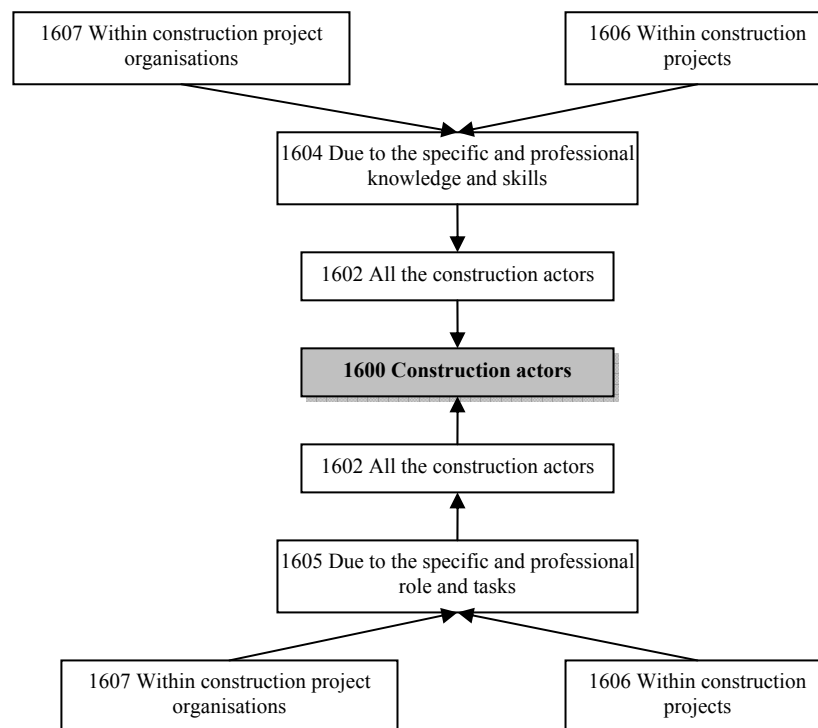 1607 Within construction project
organisations
1606 Within construction
projects
1604 Due to the specific and professional
knowledge and skills
1602 All the construction actors
1600 Construction actors
1602 All the construction actors
1605 Due to the specific and professional
role and tasks
1607 Within construction project
organisations
1606 Within construction
projects